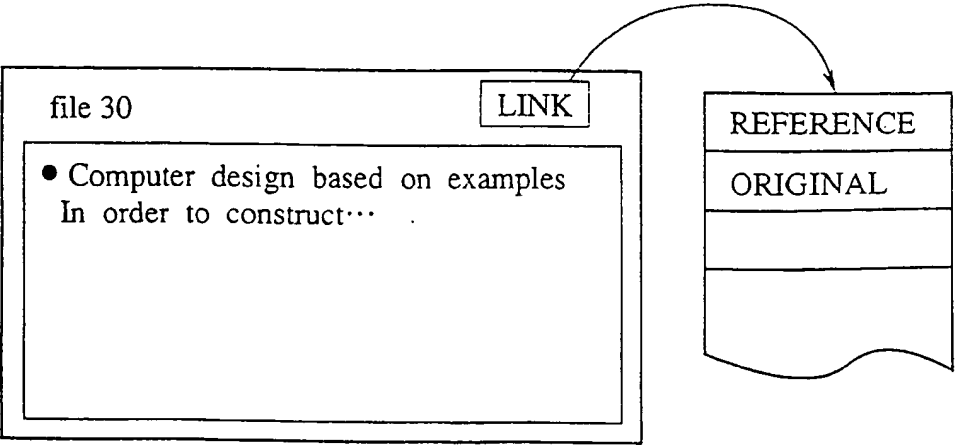 file 30
LINK
● Computer design based on examples
In order to construct···
REFERENCE
ORIGINAL